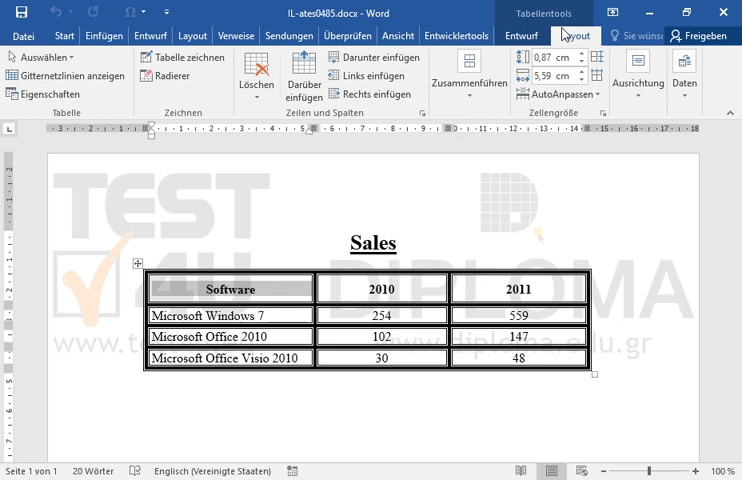 IL-ates0485.docx - Word
Tabellentools
Datei Start Einfügen Entwurf Layout Verweise Sendungen Überprüfen Ansicht Entwicklertools Entwurf Layout Sie wünsc Freigeben
Auswählen
Gitternetzlinien anzeigen
Eigenschaften
Tabelle
Tabelle zeichnen
Radierer
Zeichnen
Löschen
Darüber einfügen
Darunter einfügen
Links einfügen
Rechts einfügen
Zeilen und Spalten
Zusammenführen
0,87 cm
5,59 cm
AutoAnpassen
Zellengröße
Ausrichtung
Daten
TEST
4U
DIPLOMA
Sales
Software 2010 2011
Microsoft Windows 7 254 559
Microsoft Office 2010 102 147
Microsoft Office Visio 2010 30 48
Seite 1 von 1 20 Wörter Englisch (Vereinigte Staaten) 100 %